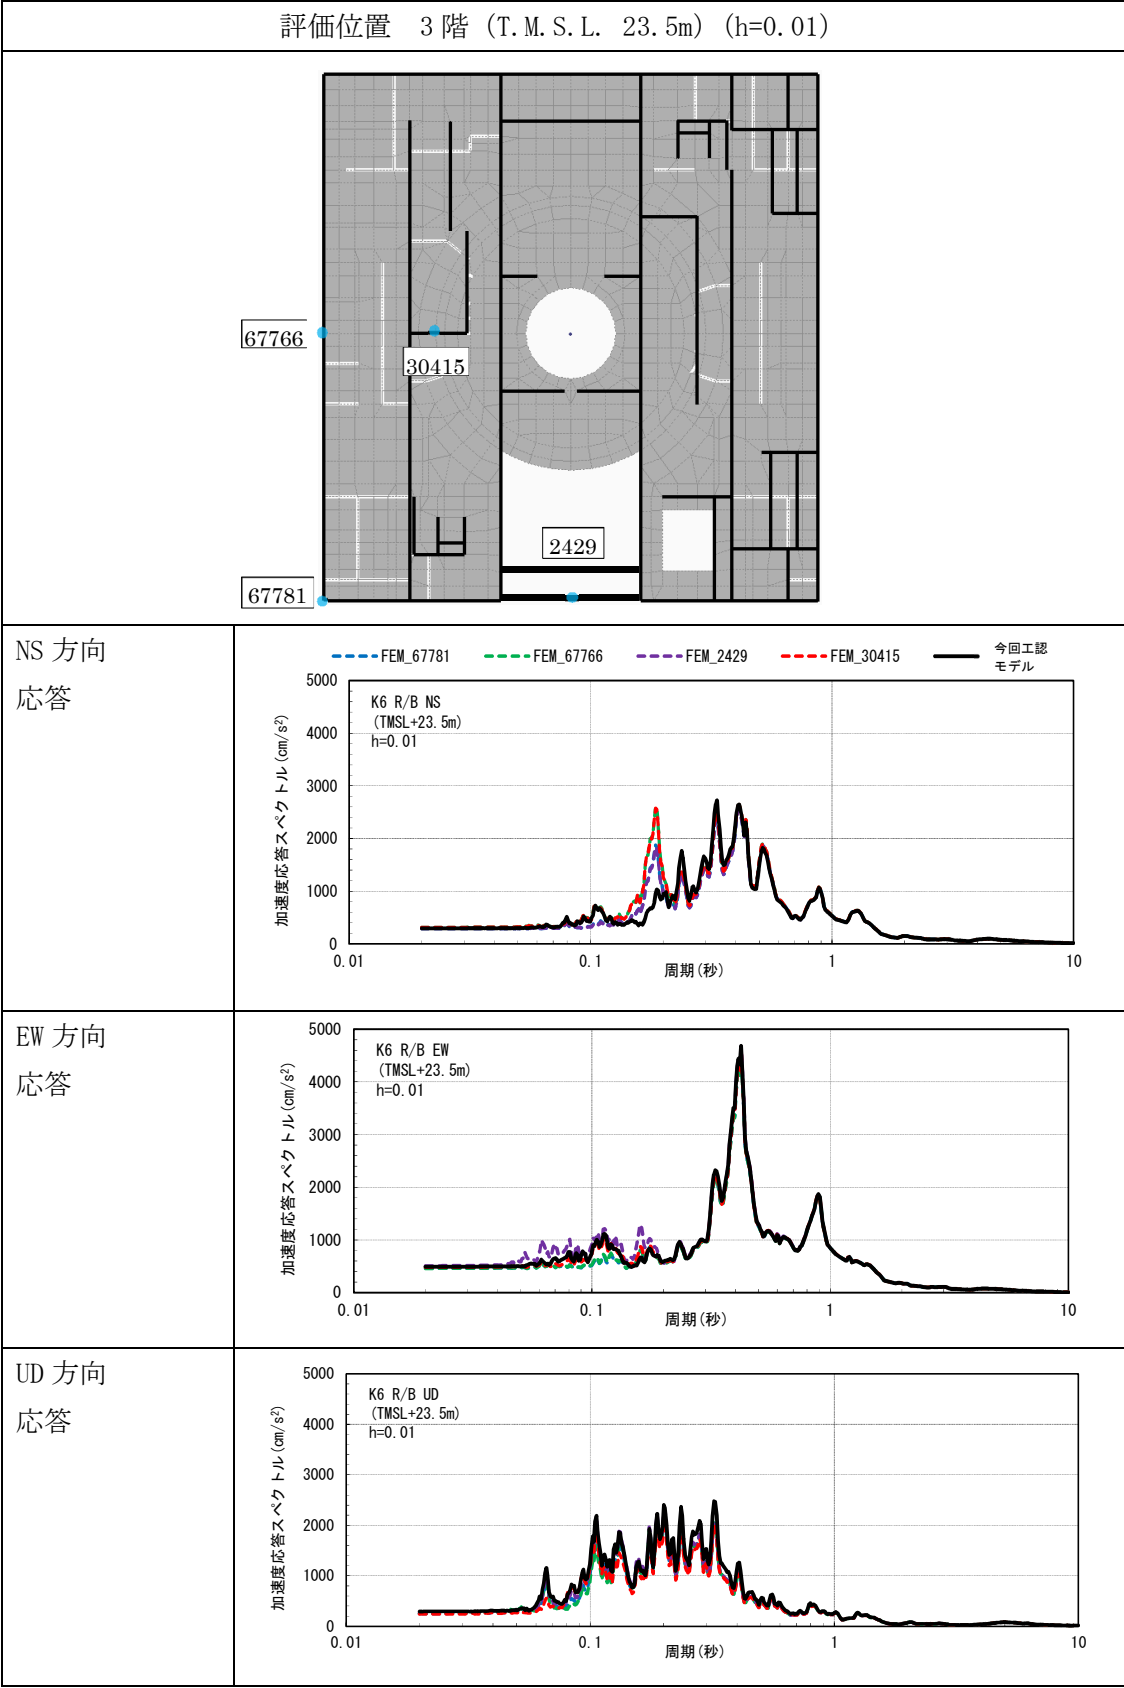 評価位置　3階 (T.M.S.L. 23.5m) (h=0.01)
67766
30415
2429
67781
NS 方向
応答
FEM_67781 FEM_67766 FEM_2429 FEM_30415 今回工認
モデル
加速度応答スペクトル(cm/s²)
5000
4000
3000
2000
1000
0
K6 R/B NS
(TMSL+23.5m)
h=0.01
0.01 0.1 1 10
周期(秒)
EW 方向
応答
加速度応答スペクトル(cm/s²)
5000
4000
3000
2000
1000
0
K6 R/B EW
(TMSL+23.5m)
h=0.01
0.01 0.1 1 10
周期(秒)
UD 方向
応答
加速度応答スペクトル(cm/s²)
5000
4000
3000
2000
1000
0
K6 R/B UD
(TMSL+23.5m)
h=0.01
0.01 0.1 1 10
周期(秒)